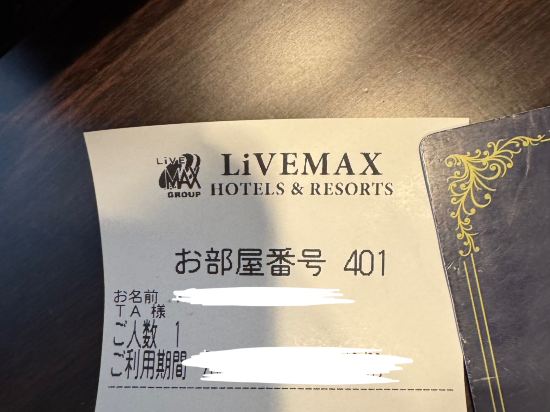 LiVE
MAX
GROUP
LiVEMAX
HOTELS & RESORTS
お部屋番号 401
お名前
TA 様
ご人数 1
ご利用期間